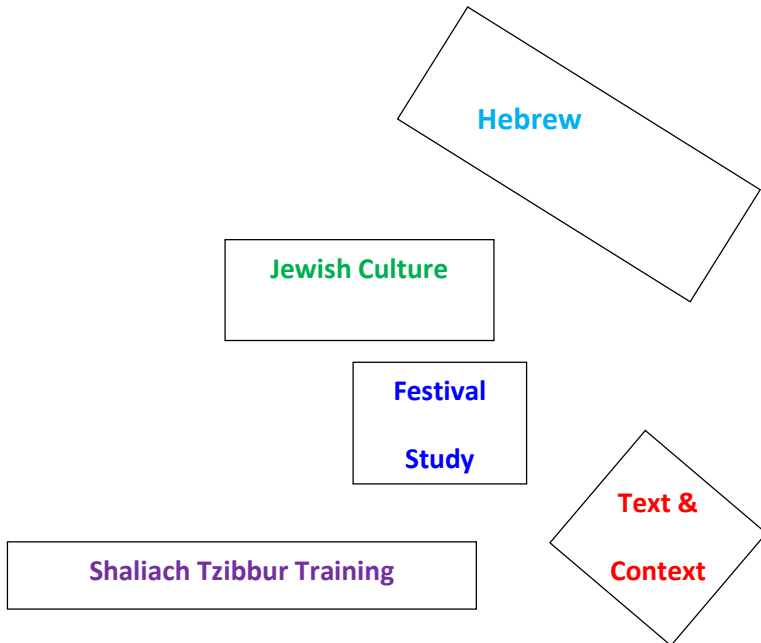 Hebrew
Jewish Culture
Festival
Study
Text &
Context
Shaliach Tzibbur Training